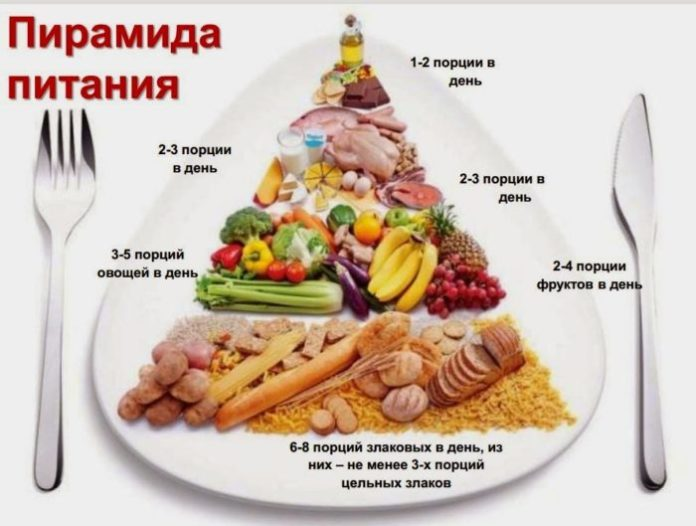 Пирамида
питания
1-2 порции в
день
2-3 порции
в день
2-3 порции в
день
3-5 порций
овощей в день
2-4 порции
фруктов в день
6-8 порций злаковых в день, из
них – не менее 3-х порций
цельных злаков